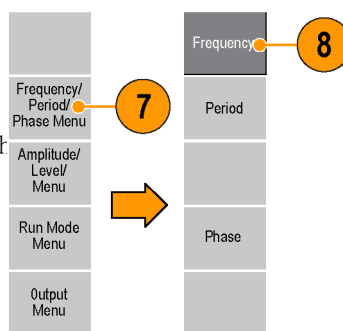 Frequency/
Period/
Phase Menu
7
Amplitude/
Level/
Menu
Run Mode
Menu
Output
Menu
Frequency
8
Period
Phase